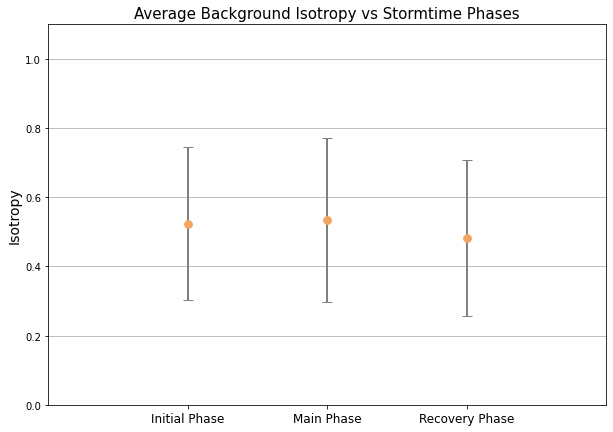 Average Background Isotropy vs Stormtime Phases
1.0
0.8
0.6
0.4
0.2
0.0
Isotropy
Initial Phase Main Phase Recovery Phase